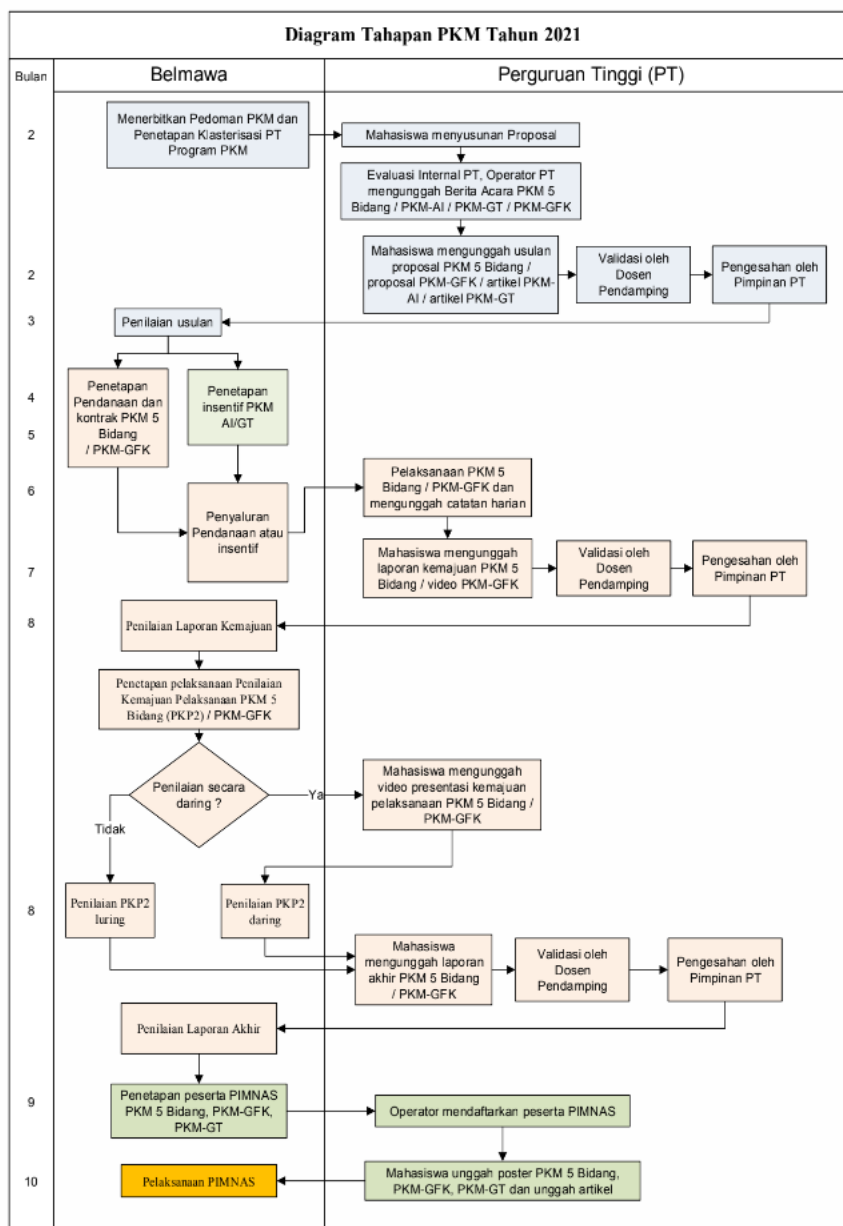 Diagram Tahapan PKM Tahun 2021
Bulan
Belmawa
Perguruan Tinggi (PT)
2
Menerbitkan Pedoman PKM dan
Penetapan Klasterisasi PT
Program PKM
Mahasiswa menyusunan Proposal
Evaluasi Internal PT, Operator PT
mengunggah Berita Acara PKM 5
Bidang / PKM-AI / PKM-GT / PKM-GFK
2
Mahasiswa mengunggah usulan
proposal PKM 5 Bidang /
proposal PKM-GFK / artikel PKM-
AI / artikel PKM-GT
Validasi oleh
Dosen
Pendamping
Pengesahan oleh
Pimpinan PT
3
Penilaian usulan
4
5
Penetapan
Pendanaan dan
kontrak PKM 5
Bidang
/ PKM-GFK
Penetapan
insentif PKM
AI/GT
6
Penyaluran
Pendanaan atau
insentif
Pelaksanaan PKM 5
Bidang / PKM-GFK dan
mengunggah catatan harian
7
Mahasiswa mengunggah
laporan kemajuan PKM 5
Bidang / video PKM-GFK
Validasi oleh
Dosen
Pendamping
Pengesahan oleh
Pimpinan PT
8
Penilaian Laporan Kemajuan
Penetapan pelaksanaan Penilaian
Kemajuan Pelaksanaan PKM 5
Bidang (PKP2) / PKM-GFK
Penilaian secara
daring ?
Ya
Tidak
Mahasiswa mengunggah
video presentasi kemajuan
pelaksanaan PKM 5 Bidang /
PKM-GFK
8
Penilaian PKP2
luring
Penilaian PKP2
daring
Mahasiswa
mengunggah laporan
akhir PKM 5 Bidang
/ PKM-GFK
Validasi oleh
Dosen
Pendamping
Pengesahan oleh
Pimpinan PT
Penilaian Laporan Akhir
9
Penetapan peserta PIMNAS
PKM 5 Bidang, PKM-GFK,
PKM-GT
Operator mendaftarkan peserta PIMNAS
10
Pelaksanaan PIMNAS
Mahasiswa unggah poster PKM 5 Bidang,
PKM-GFK, PKM-GT dan unggah artikel